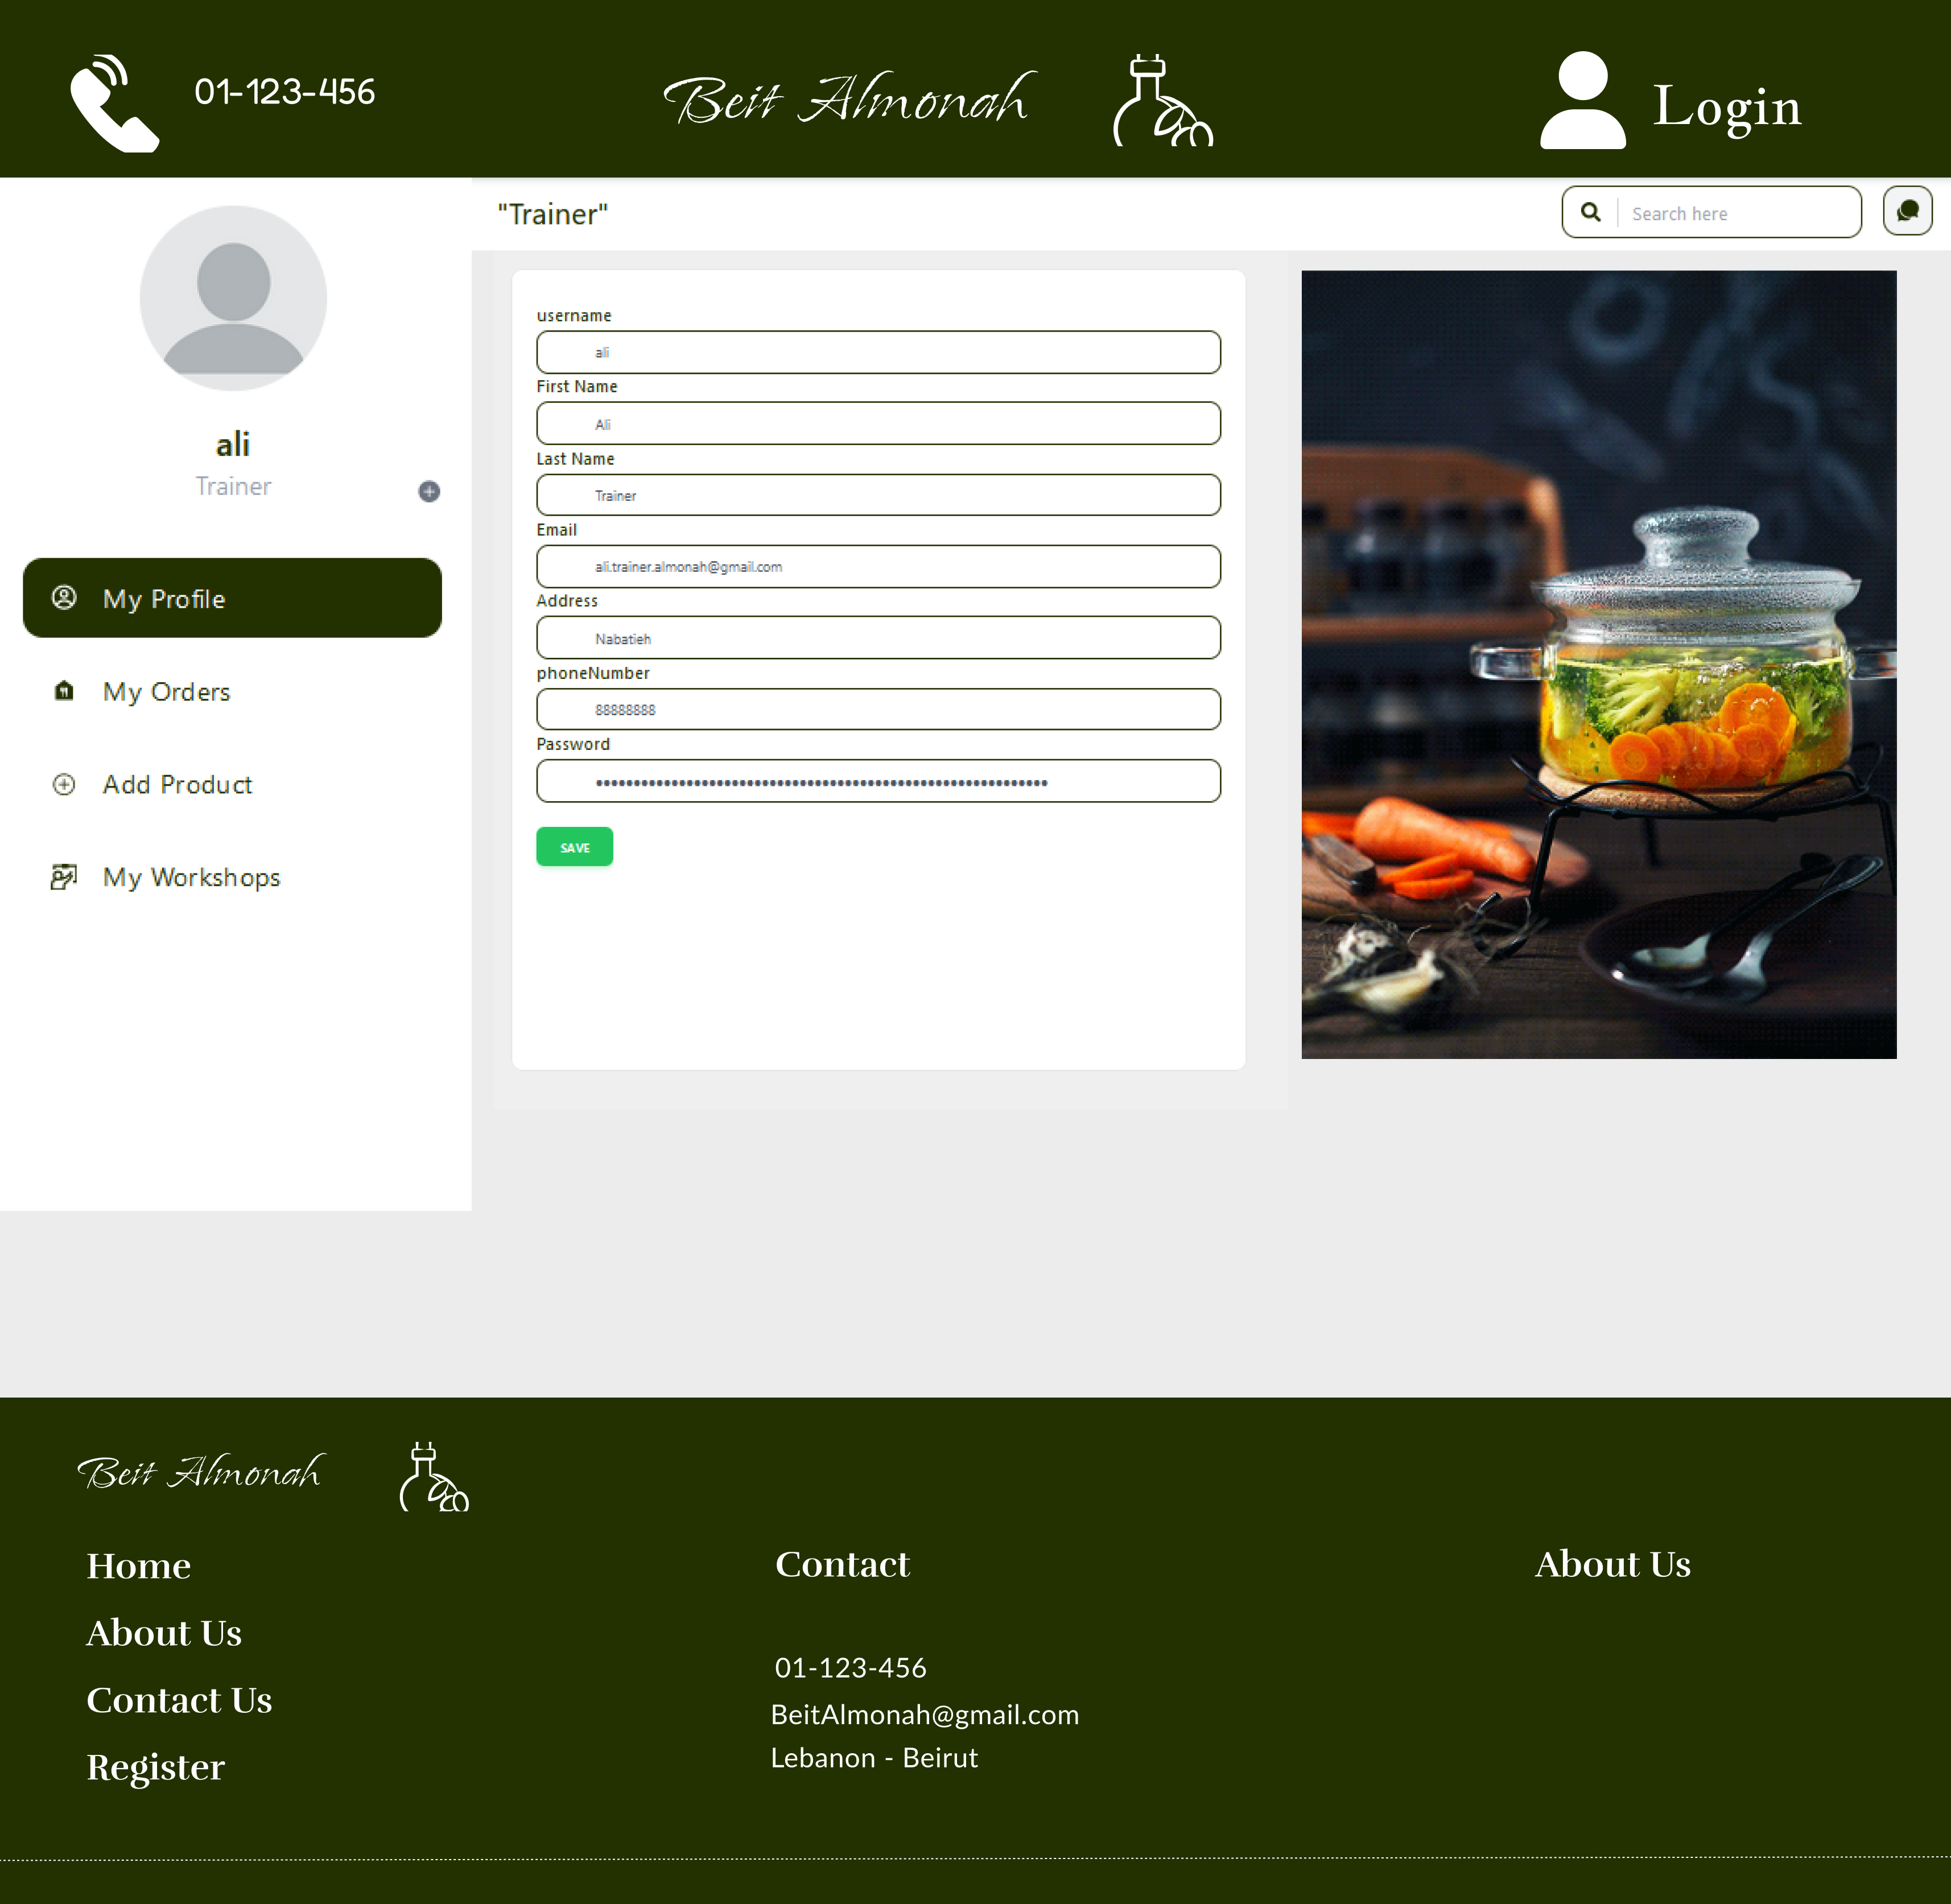 01-123-456
Beit Almonah
Login
"Trainer"
Search here
ali
Trainer
My Profile
My Orders
Add Product
My Workshops
username
ali
First Name
Ali
Last Name
Trainer
Email
ali.trainer.almonah@gmail.com
Address
Nabatieh
phoneNumber
88888888
Password
SAVE
Beit Almonah
Home
About Us
Contact Us
Register
Contact
01-123-456
BeitAlmonah@gmail.com
Lebanon - Beirut
About Us